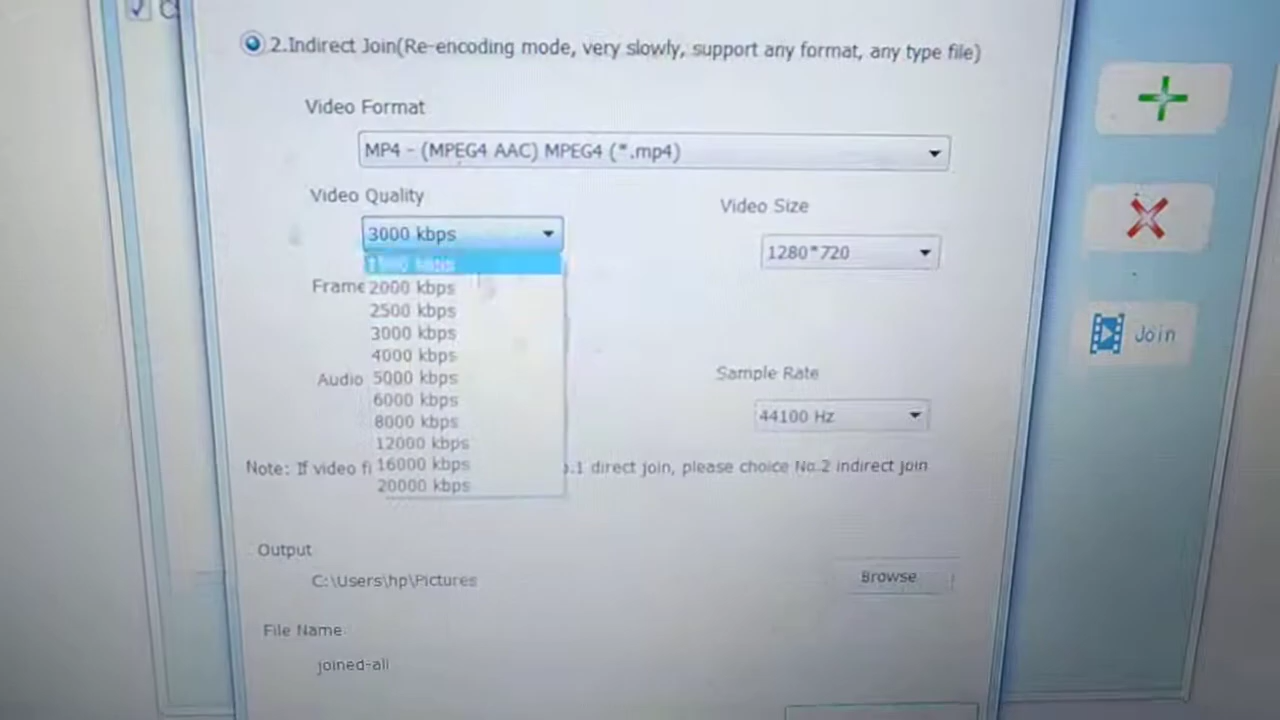 2.Indirect Join(Re-encoding mode, very slowly, support any format, any type file)
Video Format
MP4 - (MPEG4 AAC) MPEG4 (*.mp4)
Video Quality
Video Size
3000 kbps
1280*720
kbps
Frame
2000 kbps
2500 kbps
3000 kbps
4000 kbps
Sample Rate
Audio
5000 kbps
6000 kbps
44100 Hz
8000 kbps
12000 kbps
Note: If video fi
16000 kbps
.1 direct join, please choice No.2 indirect join
20000 kbps
Join
Output
C:\Users\hp\Pictures
Browse
File Name
joined-all